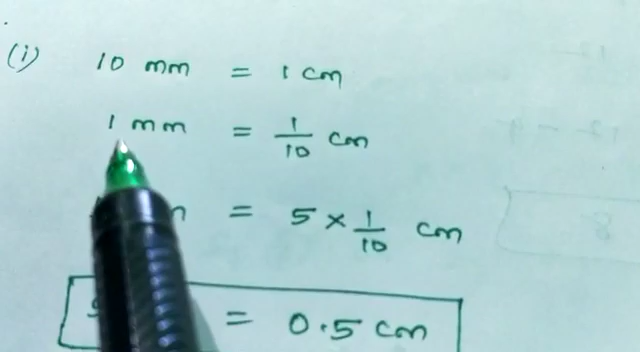 (i) 10 mm = 1 cm
1 mm = 1/10 cm
= 5 × 1/10 cm
= 0.5 cm